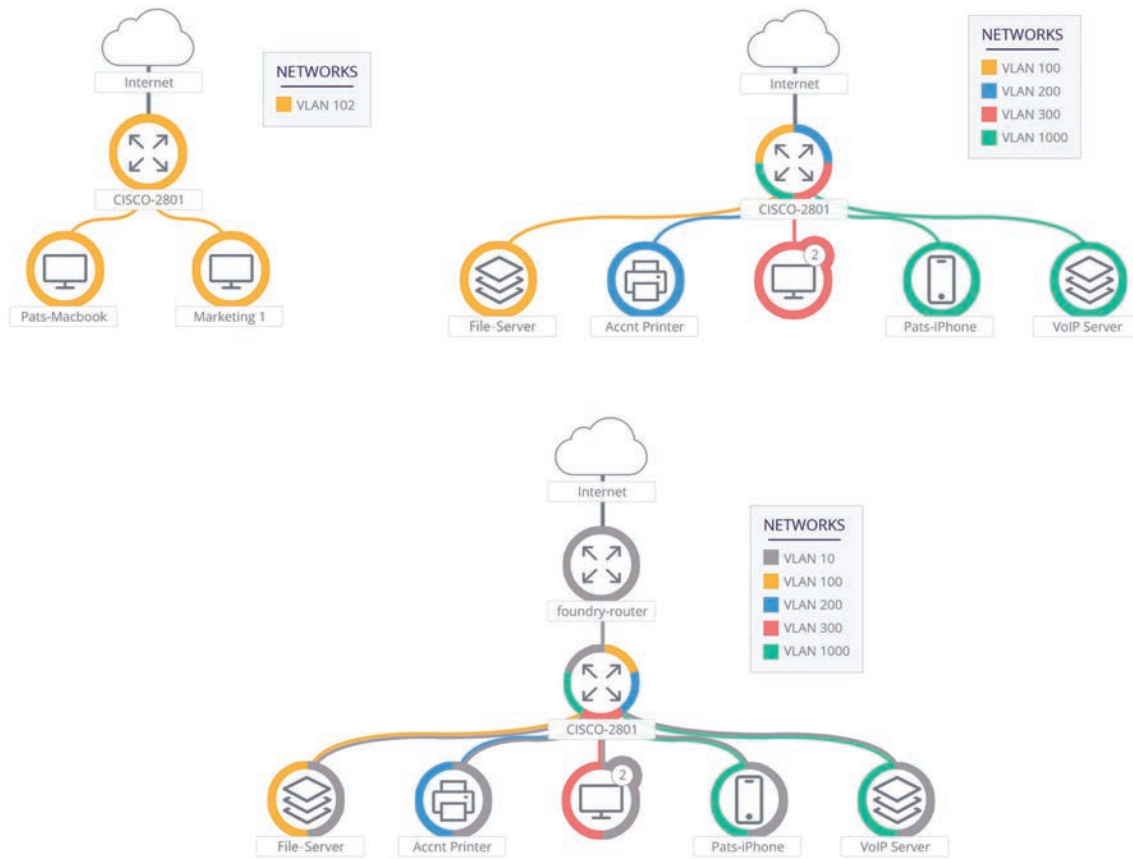 Internet
NETWORKS
VLAN 102
CISCO-2801
Pats-Macbook
Marketing 1
Internet
NETWORKS
VLAN 100
VLAN 200
VLAN 300
VLAN 1000
CISCO-2801
2
File-Server
Accnt Printer
Pats-iPhone
VoIP Server
Internet
NETWORKS
VLAN 10
VLAN 100
VLAN 200
VLAN 300
VLAN 1000
foundry-router
CISCO-2801
2
File-Server
Accnt Printer
Pats-iPhone
VoIP Server